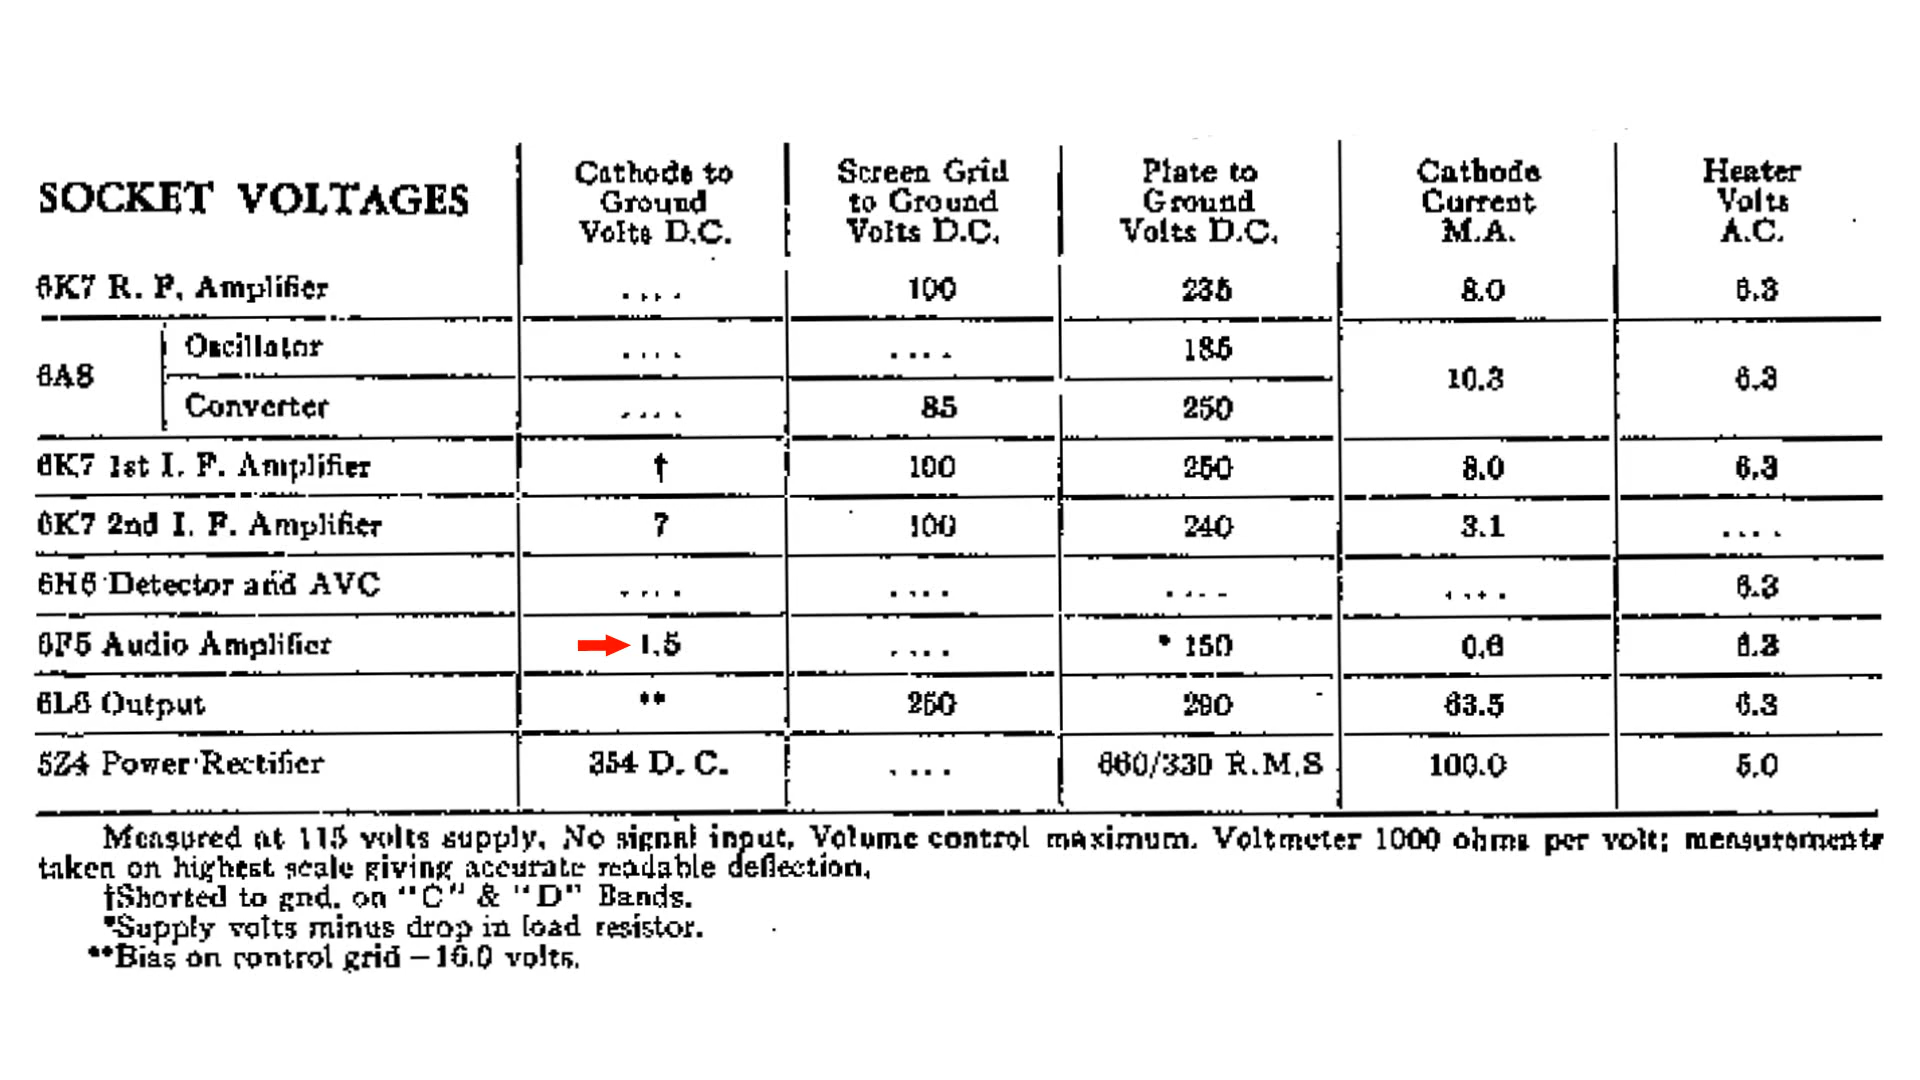 SOCKET VOLTAGES
Cathode to Ground Volts D.C.
Screen Grid to Ground Volts D.C.
Plate to Ground Volts D.C.
Cathode Current M.A.
Heater Volts A.C.
6K7 R. F. Amplifier .... 100 235 8.0 6.3
6A8
Oscillator .... .... 185
10.3 6.3
Converter .... 85 250
6K7 1st I. F. Amplifier † 100 250 8.0 6.3
6K7 2nd I. F. Amplifier 7 100 240 3.1 ....
6H6 Detector and AVC .... .... .... .... 6.3
6F5 Audio Amplifier 1.5 .... * 150 0.6 6.3
6L6 Output ** 250 290 63.5 6.3
5Z4 Power Rectifier 354 D. C. .... 660/330 R.M.S 100.0 5.0
Measured at 115 volts supply. No signal input. Volume control maximum. Voltmeter 1000 ohms per volt; measurements
taken on highest scale giving accurate readable deflection.
†Shorted to gnd. on "C" & "D" Bands.
*Supply volts minus drop in load resistor.
**Bias on control grid –16.0 volts.